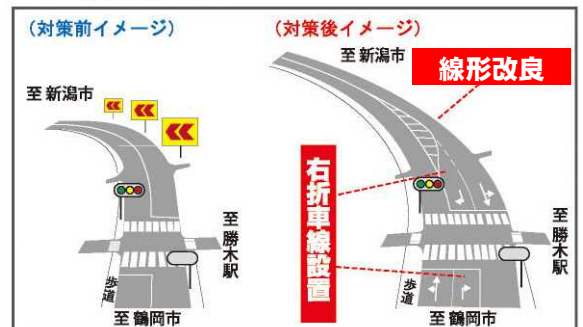 (対策前イメージ)
至 新潟市
至 勝木駅
歩道
至 鶴岡市
(対策後イメージ)
至 新潟市
線形改良
右折車線設置
至 勝木駅
歩道
至 鶴岡市